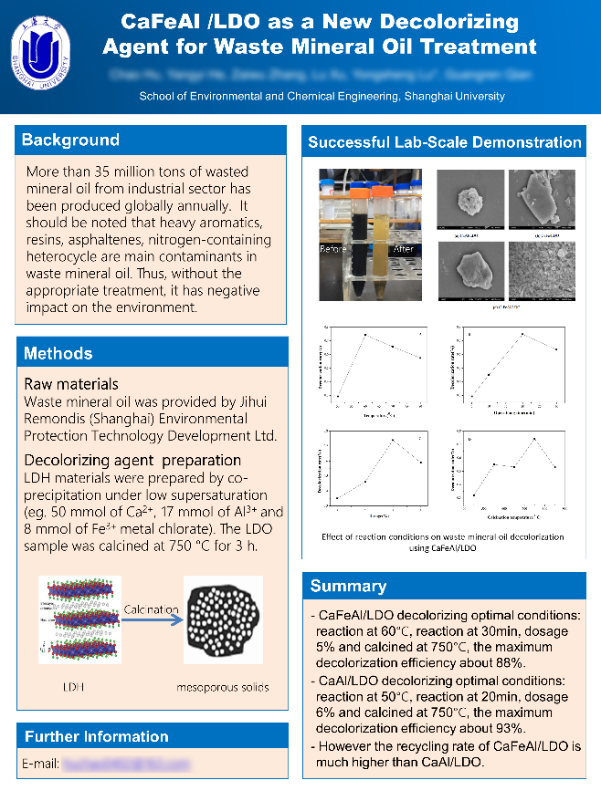 CaFeAl /LDO as a New Decolorizing
Agent for Waste Mineral Oil Treatment
School of Environmental and Chemical Engineering, Shanghai University
SHANGHAI UNIVERSITY
Background
More than 35 million tons of wasted
mineral oil from industrial sector has
been produced globally annually. It
should be noted that heavy aromatics,
resins, asphaltenes, nitrogen-containing
heterocycle are main contaminants in
waste mineral oil. Thus, without the
appropriate treatment, it has negative
impact on the environment.
Methods
Raw materials
Waste mineral oil was provided by Jihui
Remondis (Shanghai) Environmental
Protection Technology Development Ltd.
Decolorizing agent preparation
LDH materials were prepared by co-
precipitation under low supersaturation
(eg. 50 mmol of Ca²⁺, 17 mmol of Al³⁺ and
8 mmol of Fe³⁺ metal chlorate). The LDO
sample was calcined at 750 °C for 3 h.
Calcination
LDH
mesoporous solids
Further Information
E-mail:
Successful Lab-Scale Demonstration
Before
After
Effect of reaction conditions on waste mineral oil decolorization
using CaFeAl/LDO
Summary
- CaFeAl/LDO decolorizing optimal conditions:
reaction at 60°C, reaction at 30min, dosage
5% and calcined at 750°C, the maximum
decolorization efficiency about 88%.
- CaAl/LDO decolorizing optimal conditions:
reaction at 50°C, reaction at 20min, dosage
6% and calcined at 750°C, the maximum
decolorization efficiency about 93%.
- However the recycling rate of CaFeAl/LDO is
much higher than CaAl/LDO.